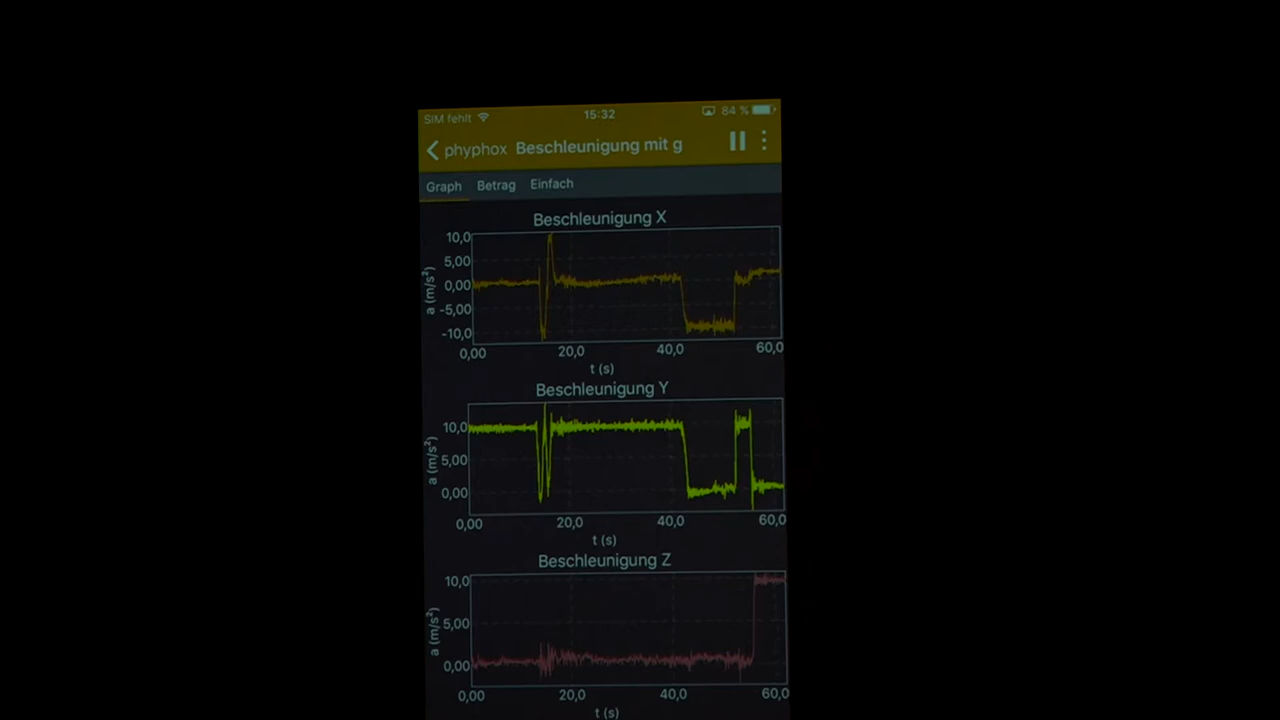 SIM fehlt 15:32 84 %
phyphox Beschleunigung mit g
Graph Betrag Einfach
Beschleunigung X
10,0
5,00
0,00
-5,00
-10,0
a (m/s²)
0,00 20,0 40,0 60,0
t (s)
Beschleunigung Y
10,0
5,00
0,00
a (m/s²)
0,00 20,0 40,0 60,0
t (s)
Beschleunigung Z
10,0
5,00
0,00
a (m/s²)
0,00 20,0 40,0 60,0
t (s)